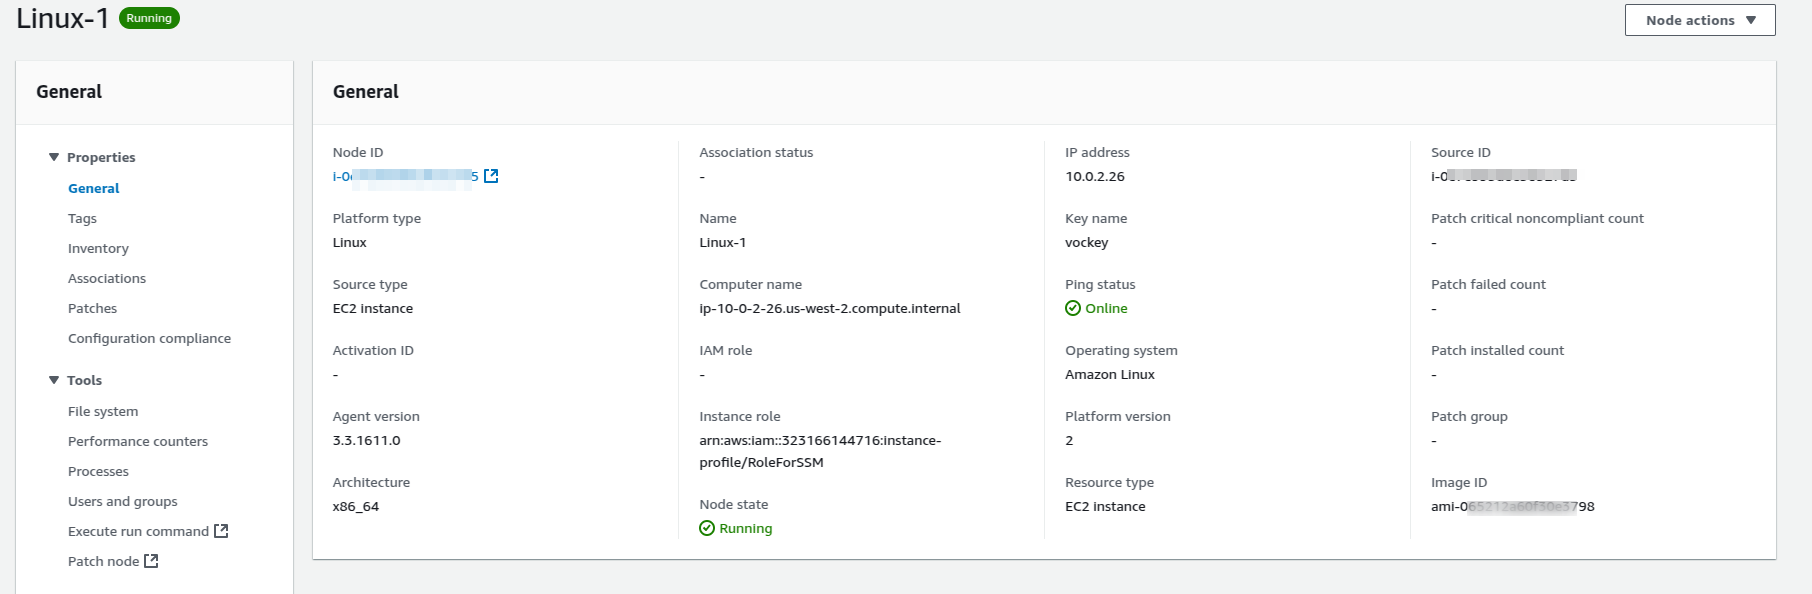 Linux-1 Running
Node actions
General
Properties
General
Tags
Inventory
Associations
Patches
Configuration compliance
Tools
File system
Performance counters
Processes
Users and groups
Execute run command
Patch node
General
Node ID
i-0
5
Platform type
Linux
Source type
EC2 instance
Activation ID
-
Agent version
3.3.1611.0
Architecture
x86_64
Association status
-
Name
Linux-1
Computer name
ip-10-0-2-26.us-west-2.compute.internal
IAM role
-
Instance role
arn:aws:iam::323166144716:instance-
profile/RoleForSSM
Node state
Running
IP address
10.0.2.26
Key name
vockey
Ping status
Online
Operating system
Amazon Linux
Platform version
2
Resource type
EC2 instance
Source ID
i-0
Patch critical noncompliant count
-
Patch failed count
-
Patch installed count
-
Patch group
-
Image ID
ami-0
798